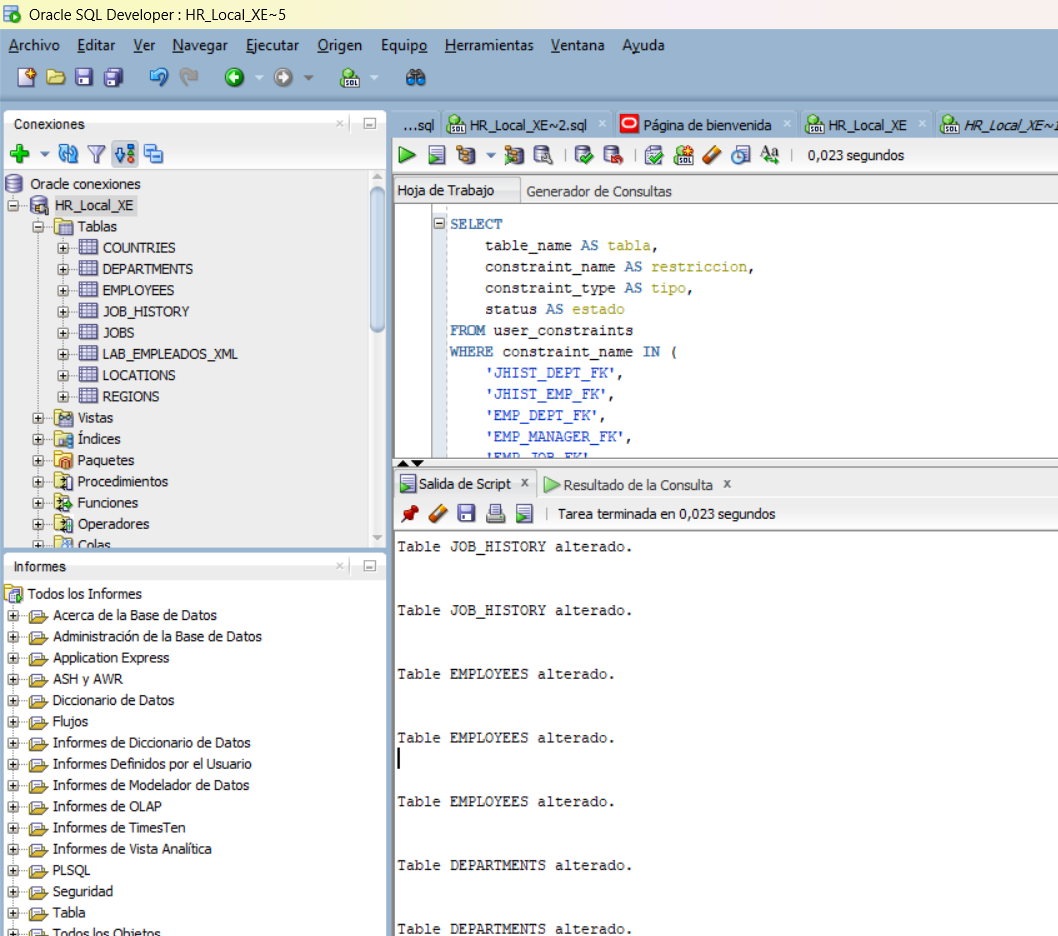 Oracle SQL Developer : HR_Local_XE~5
Archivo Editar Ver Navegar Ejecutar Origen Equipo Herramientas Ventana Ayuda
Conexiones
Oracle conexiones
HR_Local_XE
Tablas
COUNTRIES
DEPARTMENTS
EMPLOYEES
JOB_HISTORY
JOBS
LAB_EMPLEADOS_XML
LOCATIONS
REGIONS
Vistas
Índices
Paquetes
Procedimientos
Funciones
Operadores
Colas
Informes
Todos los Informes
Acerca de la Base de Datos
Administración de la Base de Datos
Application Express
ASH y AWR
Diccionario de Datos
Flujos
Informes de Diccionario de Datos
Informes Definidos por el Usuario
Informes de Modelador de Datos
Informes de OLAP
Informes de TimesTen
Informes de Vista Analítica
PLSQL
Seguridad
Tabla
Todos los Objetos
...sql HR_Local_XE~2.sql Página de bienvenida HR_Local_XE HR_Local_XE~
0,023 segundos
Hoja de Trabajo Generador de Consultas
SELECT
table_name AS tabla,
constraint_name AS restriccion,
constraint_type AS tipo,
status AS estado
FROM user_constraints
WHERE constraint_name IN (
'JHIST_DEPT_FK',
'JHIST_EMP_FK',
'EMP_DEPT_FK',
'EMP_MANAGER_FK',
'EMP_JOB_FK'
Salida de Script x Resultado de la Consulta x
Tarea terminada en 0,023 segundos
Table JOB_HISTORY alterado.
Table JOB_HISTORY alterado.
Table EMPLOYEES alterado.
Table EMPLOYEES alterado.
Table EMPLOYEES alterado.
Table DEPARTMENTS alterado.
Table DEPARTMENTS alterado.